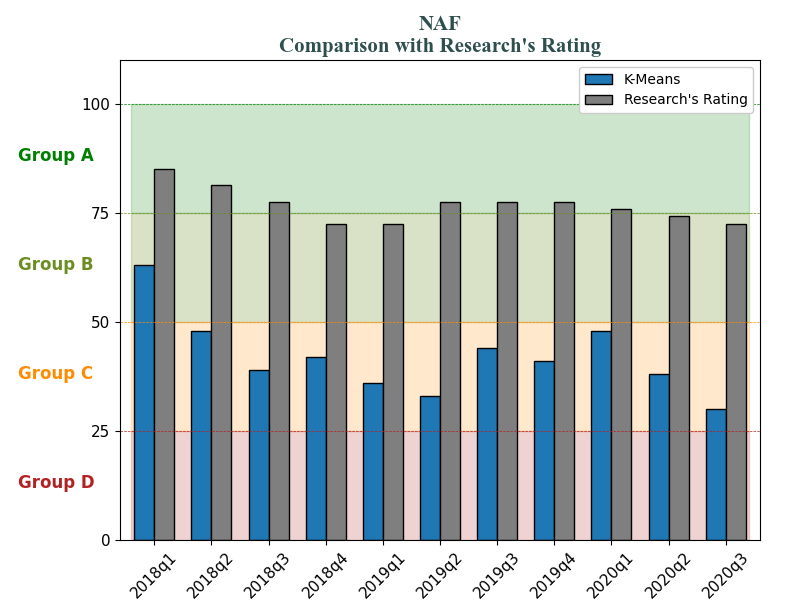 NAF
Comparison with Research's Rating
K-Means
Research's Rating
100
Group A
75
Group B
50
Group C
25
Group D
0
2018q1
2018q2
2018q3
2018q4
2019q1
2019q2
2019q3
2019q4
2020q1
2020q2
2020q3